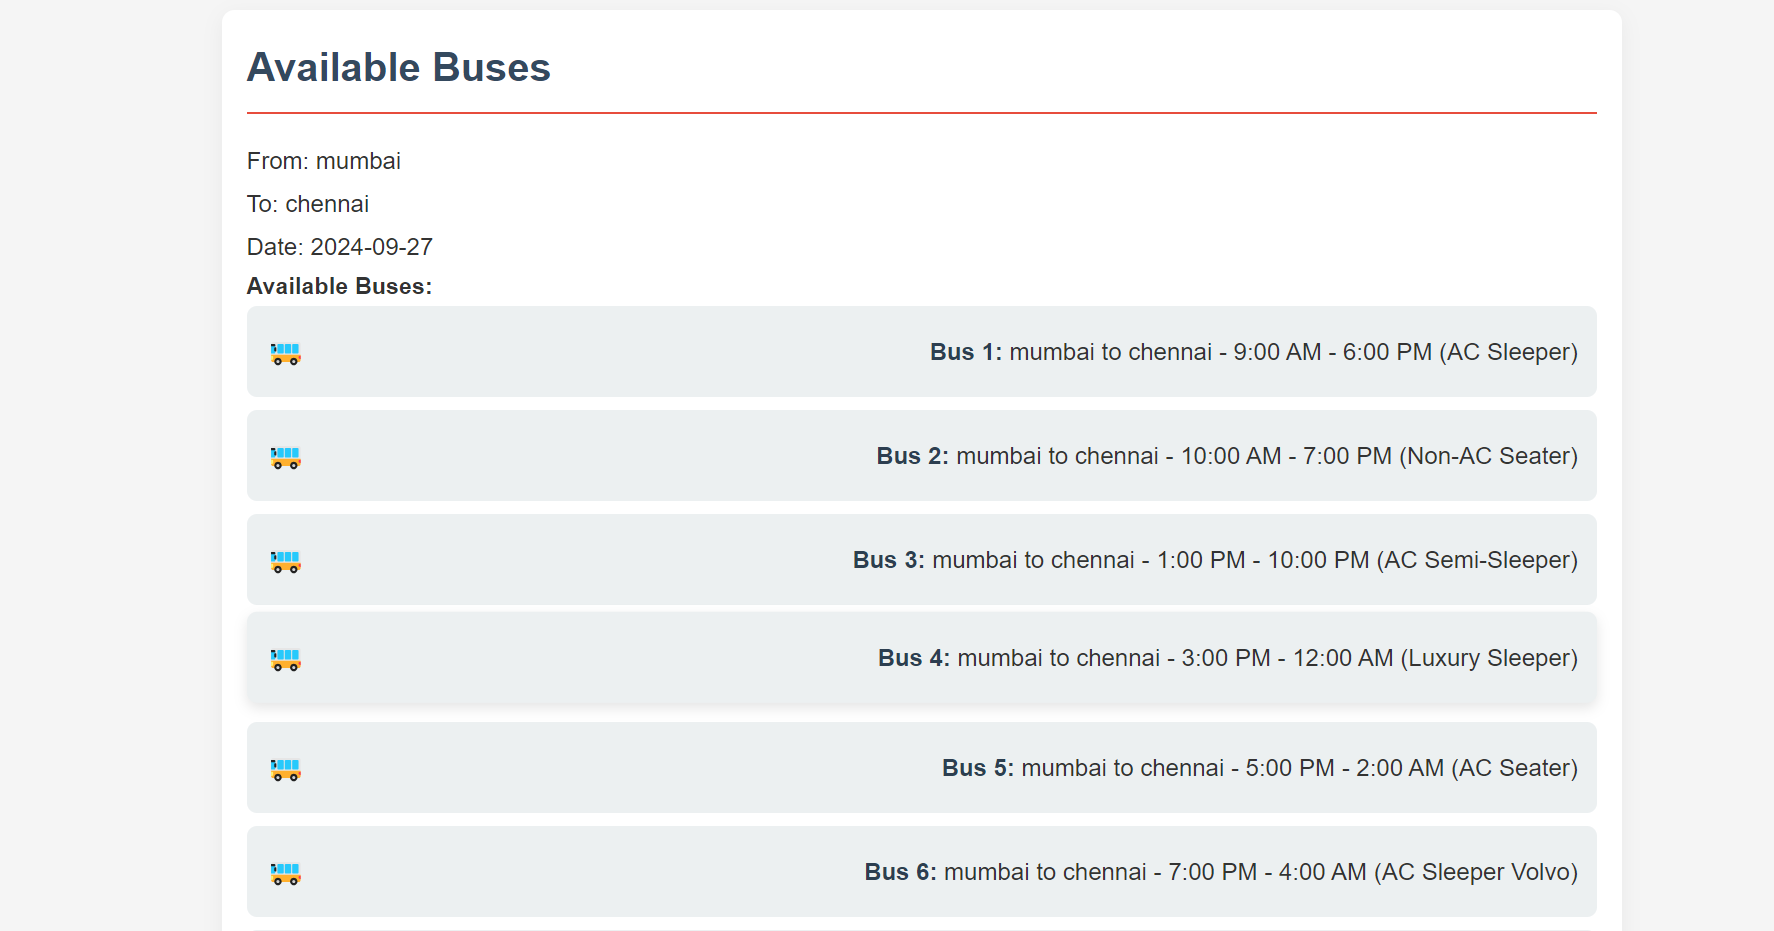 Available Buses
From: mumbai
To: chennai
Date: 2024-09-27
Available Buses:
Bus 1: mumbai to chennai - 9:00 AM - 6:00 PM (AC Sleeper)
Bus 2: mumbai to chennai - 10:00 AM - 7:00 PM (Non-AC Seater)
Bus 3: mumbai to chennai - 1:00 PM - 10:00 PM (AC Semi-Sleeper)
Bus 4: mumbai to chennai - 3:00 PM - 12:00 AM (Luxury Sleeper)
Bus 5: mumbai to chennai - 5:00 PM - 2:00 AM (AC Seater)
Bus 6: mumbai to chennai - 7:00 PM - 4:00 AM (AC Sleeper Volvo)